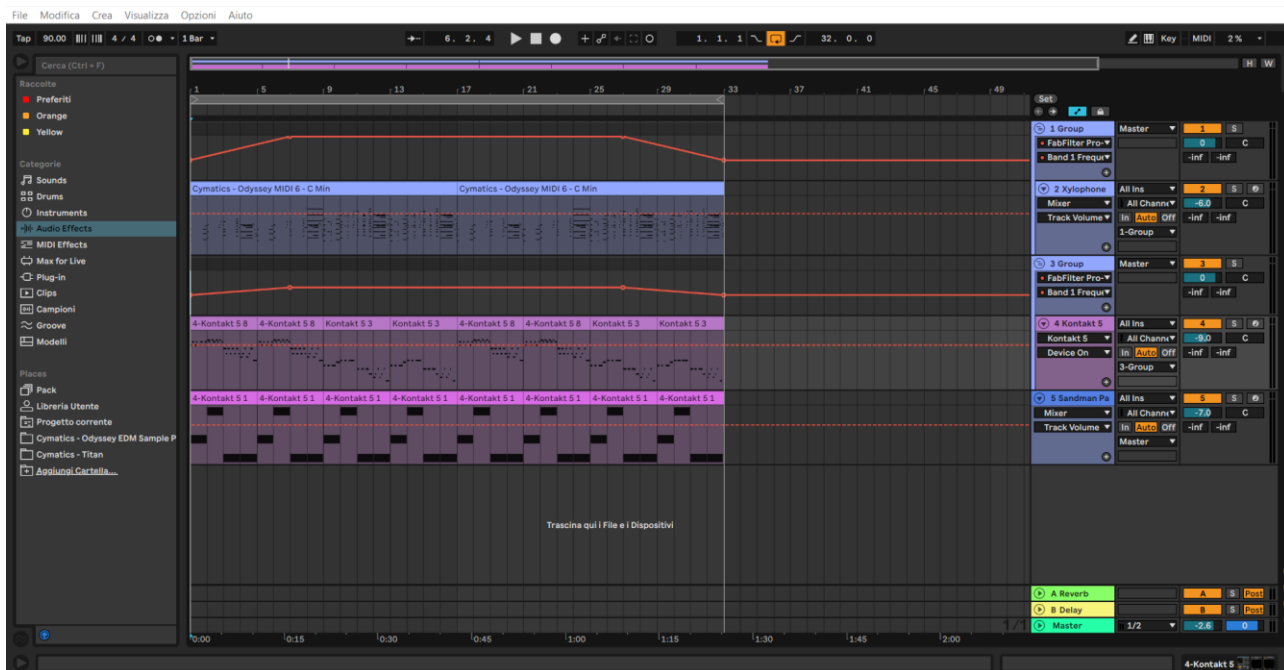 File Modifica Crea Visualizza Opzioni Aiuto
Tap 90.00 4 / 4 1 Bar 6. 2. 4 1. 1. 1 32. 0. 0 Key MIDI 2 %
Cerca (Ctrl + F)
H W
Raccolte
Preferiti
Orange
Yellow
Categorie
Sounds
Drums
Instruments
Audio Effects
MIDI Effects
Max for Live
Plug-in
Clips
Campioni
Groove
Modelli
Places
Pack
Libreria Utente
Progetto corrente
Cymatics - Odyssey EDM Sample P
Cymatics - Titan
Aggiungi Cartella...
1 5 9 13 17 21 25 29 33 37 41 45 49
Set
1 Group Master 1 S
FabFilter Pro- 0 C
Band 1 Freque -inf -inf
Cymatics - Odyssey MIDI 6 - C Min Cymatics - Odyssey MIDI 6 - C Min
2 Xylophone All Ins 2 S
Mixer All Channe -6.0 C
Track Volume In Auto Off -inf -inf
1-Group
3 Group Master 3 S
FabFilter Pro- 0 C
Band 1 Freque -inf -inf
4-Kontakt 5 8 4-Kontakt 5 8 Kontakt 5 3 Kontakt 5 3 4-Kontakt 5 8 4-Kontakt 5 8 Kontakt 5 3 Kontakt 5 3
4 Kontakt 5 All Ins 4 S
Kontakt 5 All Channe -9.0 C
Device On In Auto Off -inf -inf
3-Group
4-Kontakt 5 1 4-Kontakt 5 1 4-Kontakt 5 1 4-Kontakt 5 1 4-Kontakt 5 1 4-Kontakt 5 1 4-Kontakt 5 1 4-Kontakt 5 1
5 Sandman Pa All Ins 5 S
Mixer All Channe -7.0 C
Track Volume In Auto Off -inf -inf
Master
Trascina qui i File e i Dispositivi
A Reverb A S Post
B Delay B S Post
1/1 Master 1/2 -2.6 0
0:00 0:15 0:30 0:45 1:00 1:15 1:30 1:45 2:00
4-Kontakt 5